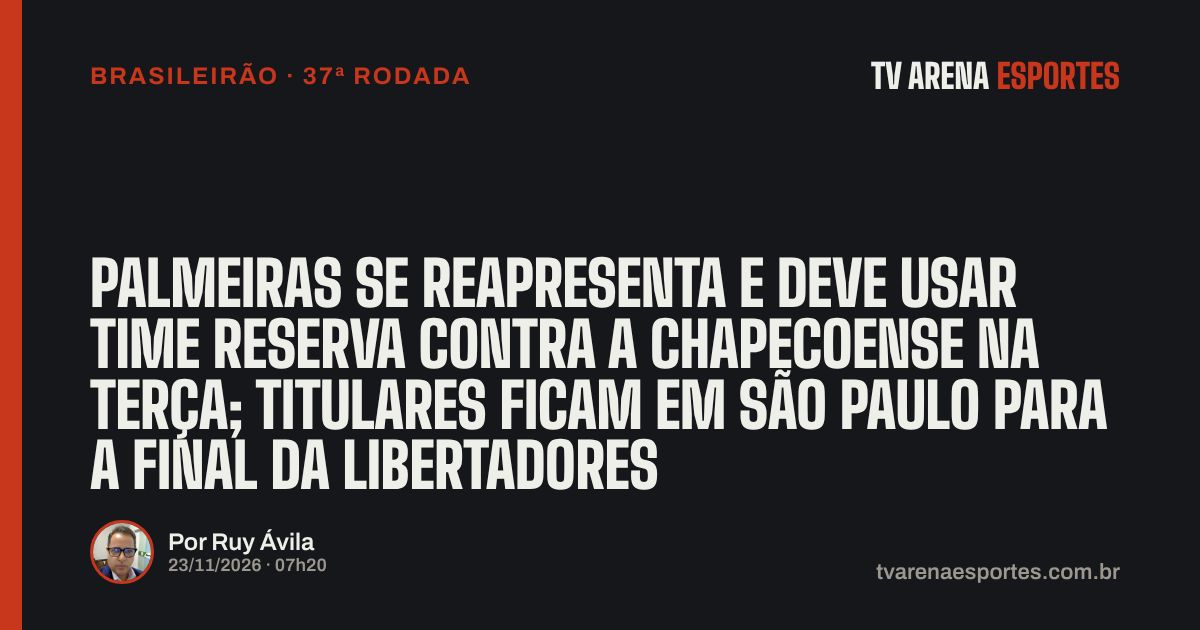 BRASILEIRÃO · 37ª RODADA
TV ARENA ESPORTES
PALMEIRAS SE REAPRESENTA E DEVE USAR
TIME RESERVA CONTRA A CHAPECOENSE NA
TERÇA; TITULARES FICAM EM SÃO PAULO PARA
A FINAL DA LIBERTADORES
Por Ruy Ávila
23/11/2026 · 07h20
tvarenaesportes.com.br